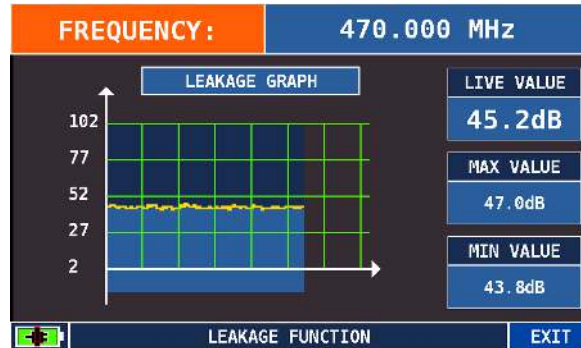 FREQUENCY: 470.000 MHz
LEAKAGE GRAPH
102
77
52
27
2
LIVE VALUE
45.2dB
MAX VALUE
47.0dB
MIN VALUE
43.8dB
LEAKAGE FUNCTION EXIT